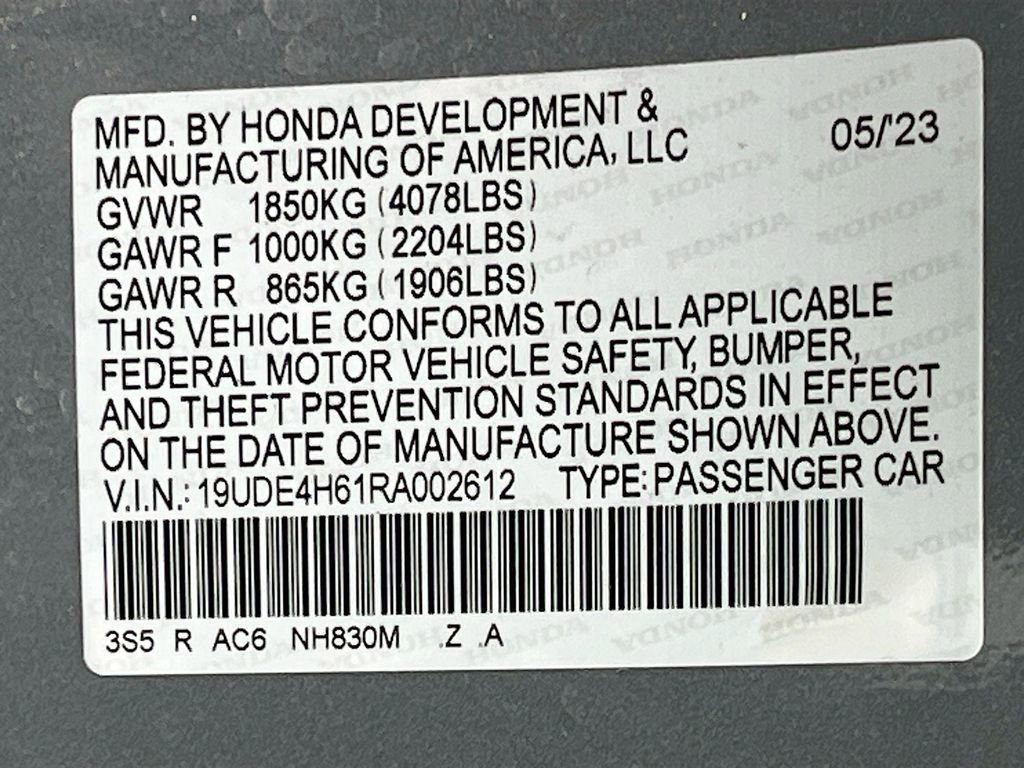 MFD. BY HONDA DEVELOPMENT &
MANUFACTURING OF AMERICA, LLC 05/'23
GVWR 1850KG (4078LBS)
GAWR F 1000KG (2204LBS)
GAWR R 865KG (1906LBS)
THIS VEHICLE CONFORMS TO ALL APPLICABLE
FEDERAL MOTOR VEHICLE SAFETY, BUMPER,
AND THEFT PREVENTION STANDARDS IN EFFECT
ON THE DATE OF MANUFACTURE SHOWN ABOVE.
V.I.N.: 19UDE4H61RA002612 TYPE: PASSENGER CAR
3S5 R AC6 NH830M .Z .A